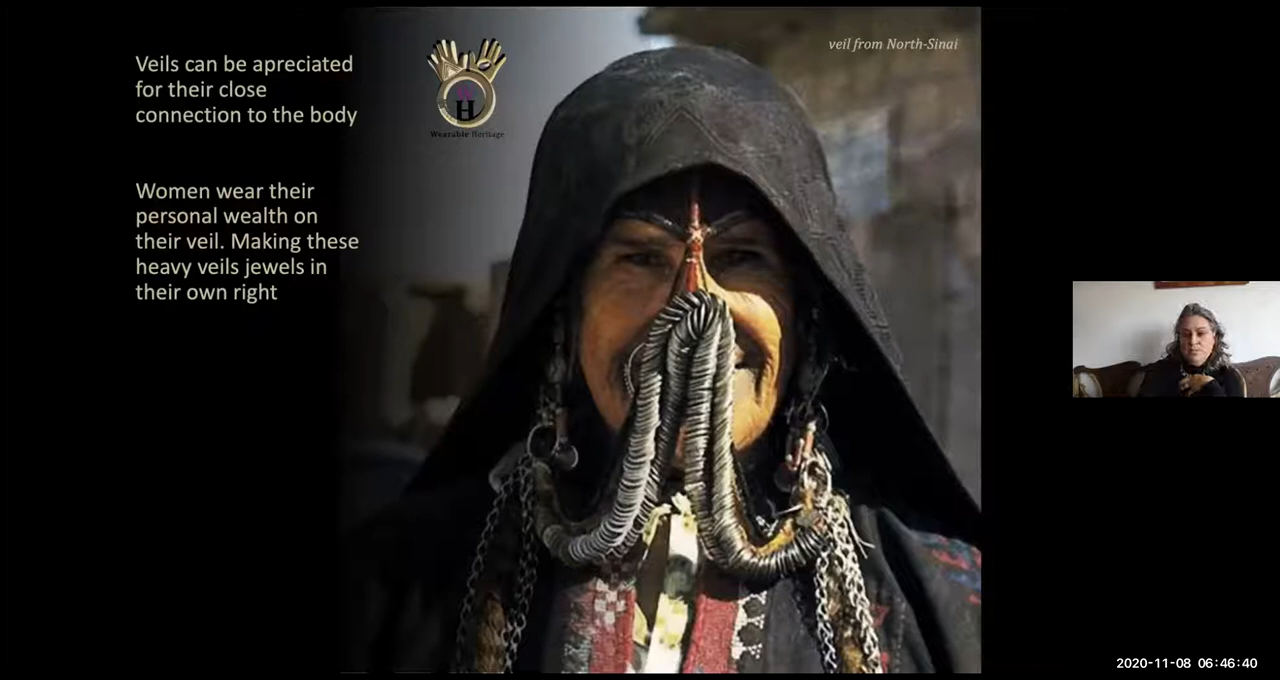 Veils can be apreciated
for their close
connection to the body
Women wear their
personal wealth on
their veil. Making these
heavy veils jewels in
their own right
H
Wearable Heritage
veil from North-Sinai
2020-11-08 06:46:40